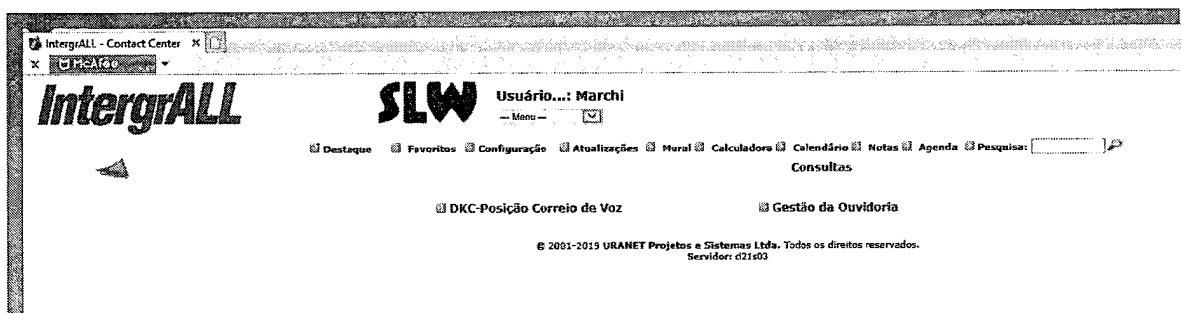 IntergrALL - Contact Center ×
× McAfee
IntergrALL SLW Usuário...: Marchi
-- Menu --
Destaque Favoritos Configuração Atualizações Mural Calculadora Calendário Notas Agenda Pesquisa:
Consultas
DKC-Posição Correio de Voz Gestão da Ouvidoria
© 2001-2019 URANET Projetos e Sistemas Ltda. Todos os direitos reservados.
Servidor: d21s03